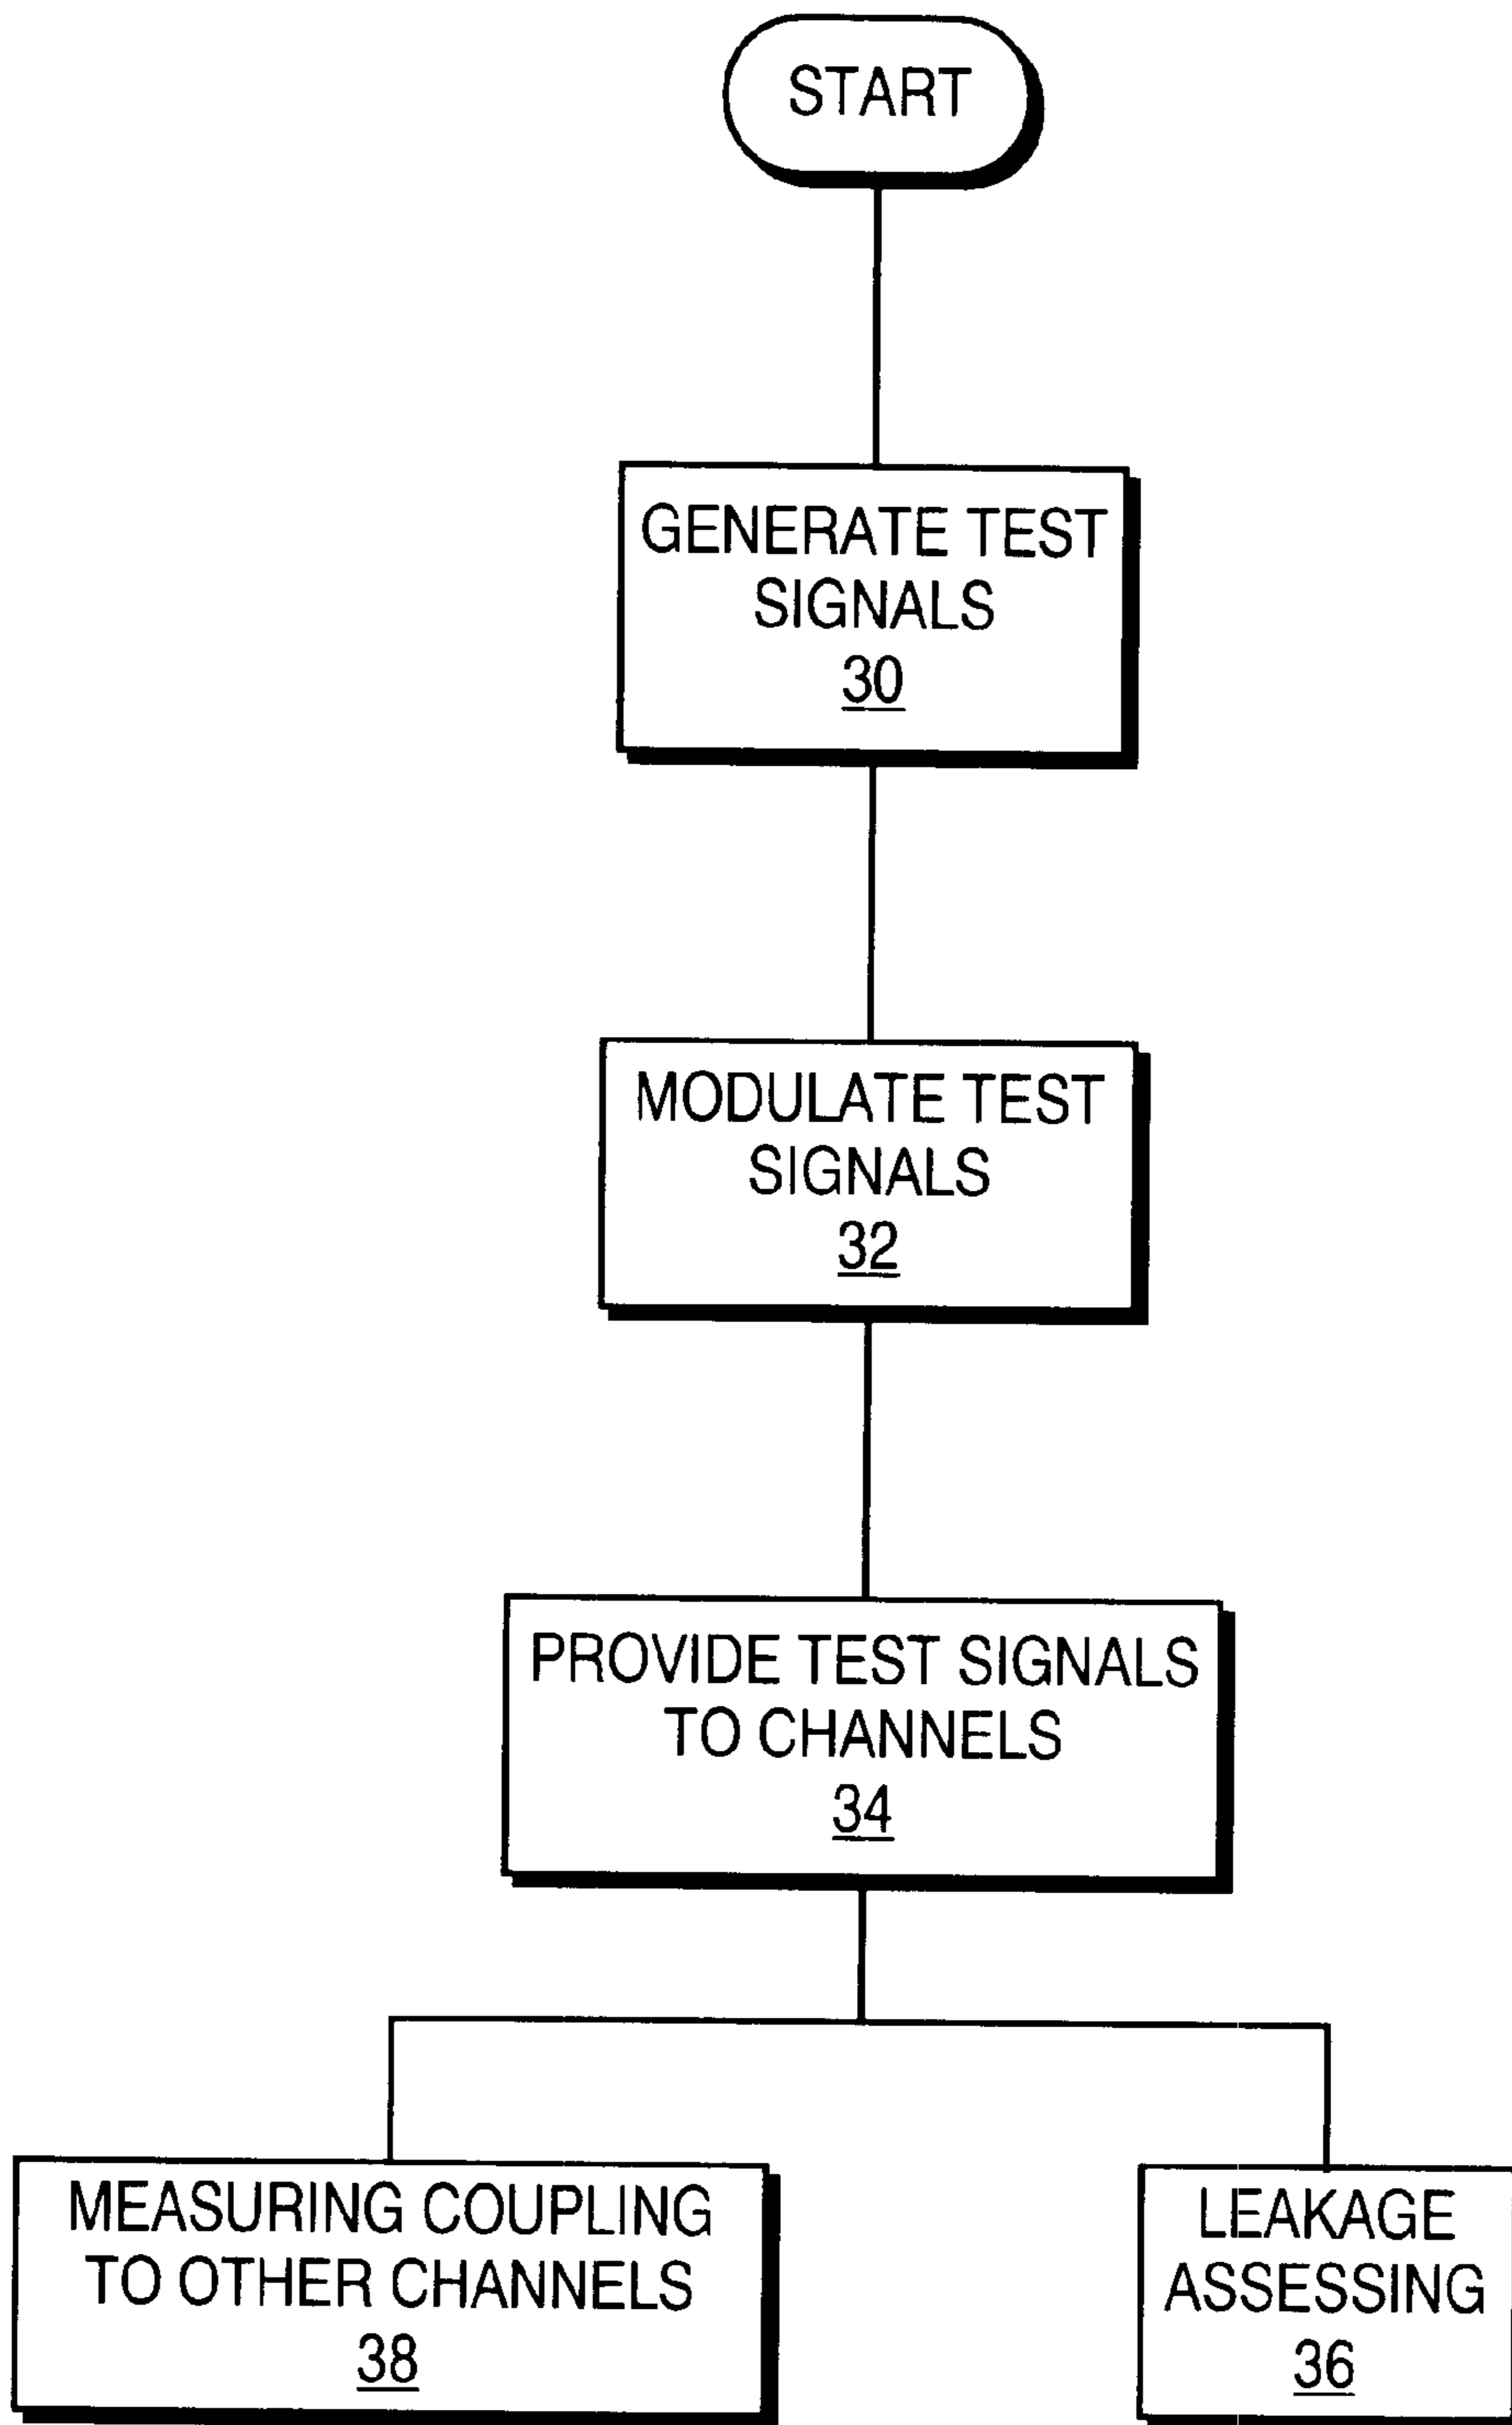 START
GENERATE TEST
SIGNALS
30
MODULATE TEST
SIGNALS
32
PROVIDE TEST SIGNALS
TO CHANNELS
34
MEASURING COUPLING
TO OTHER CHANNELS
38
LEAKAGE
ASSESSING
36